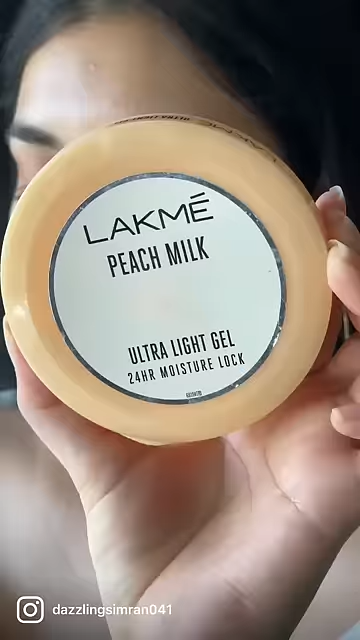 LAKMÉ
PEACH MILK
ULTRA LIGHT GEL
24HR MOISTURE LOCK
dazzlingsimran041